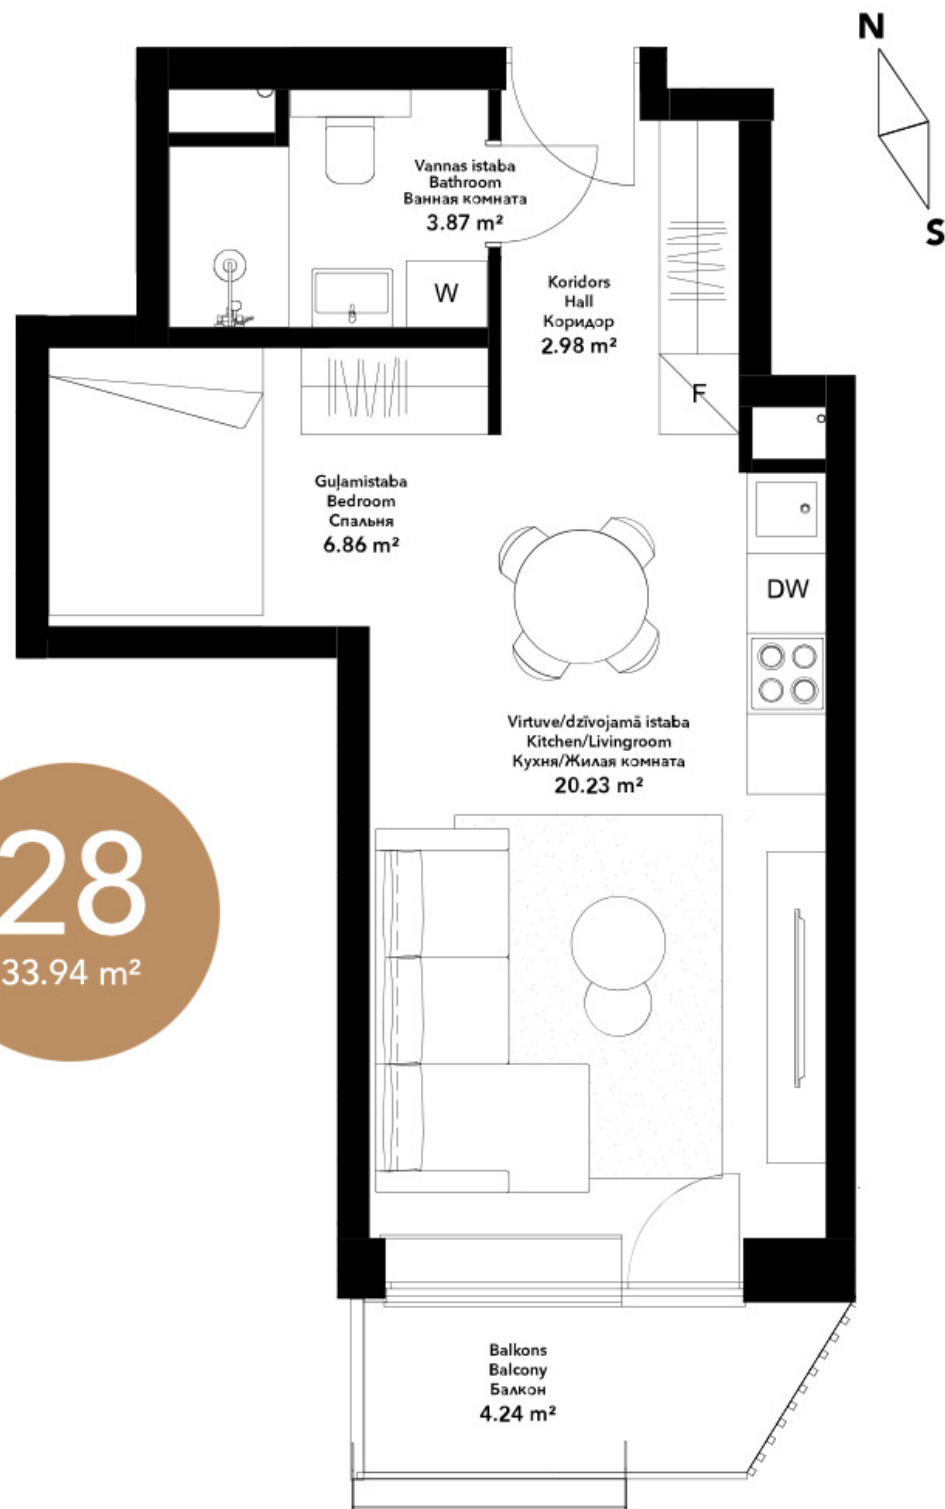 N
S
Vannas istaba
Bathroom
Ванная комната
3.87 m²
W
Koridors
Hall
Коридор
2.98 m²
F
Guļamistaba
Bedroom
Спальня
6.86 m²
DW
Virtuve/dzīvojamā istaba
Kitchen/Livingroom
Кухня/Жилая комната
20.23 m²
28
33.94 m²
Balkons
Balcony
Балкон
4.24 m²